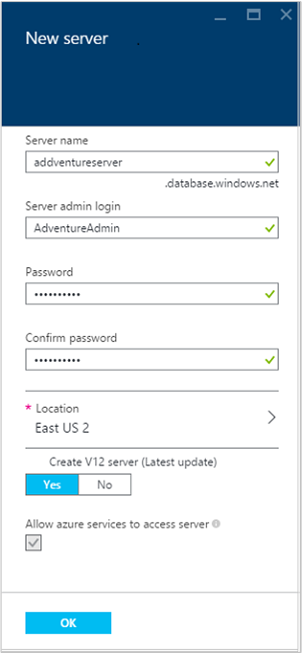 New server
Server name
addventureserver
.database.windows.net
Server admin login
AdventureAdmin
Password
••••••••••
Confirm password
••••••••••
* Location
East US 2
Create V12 server (Latest update)
Yes No
Allow azure services to access server
OK